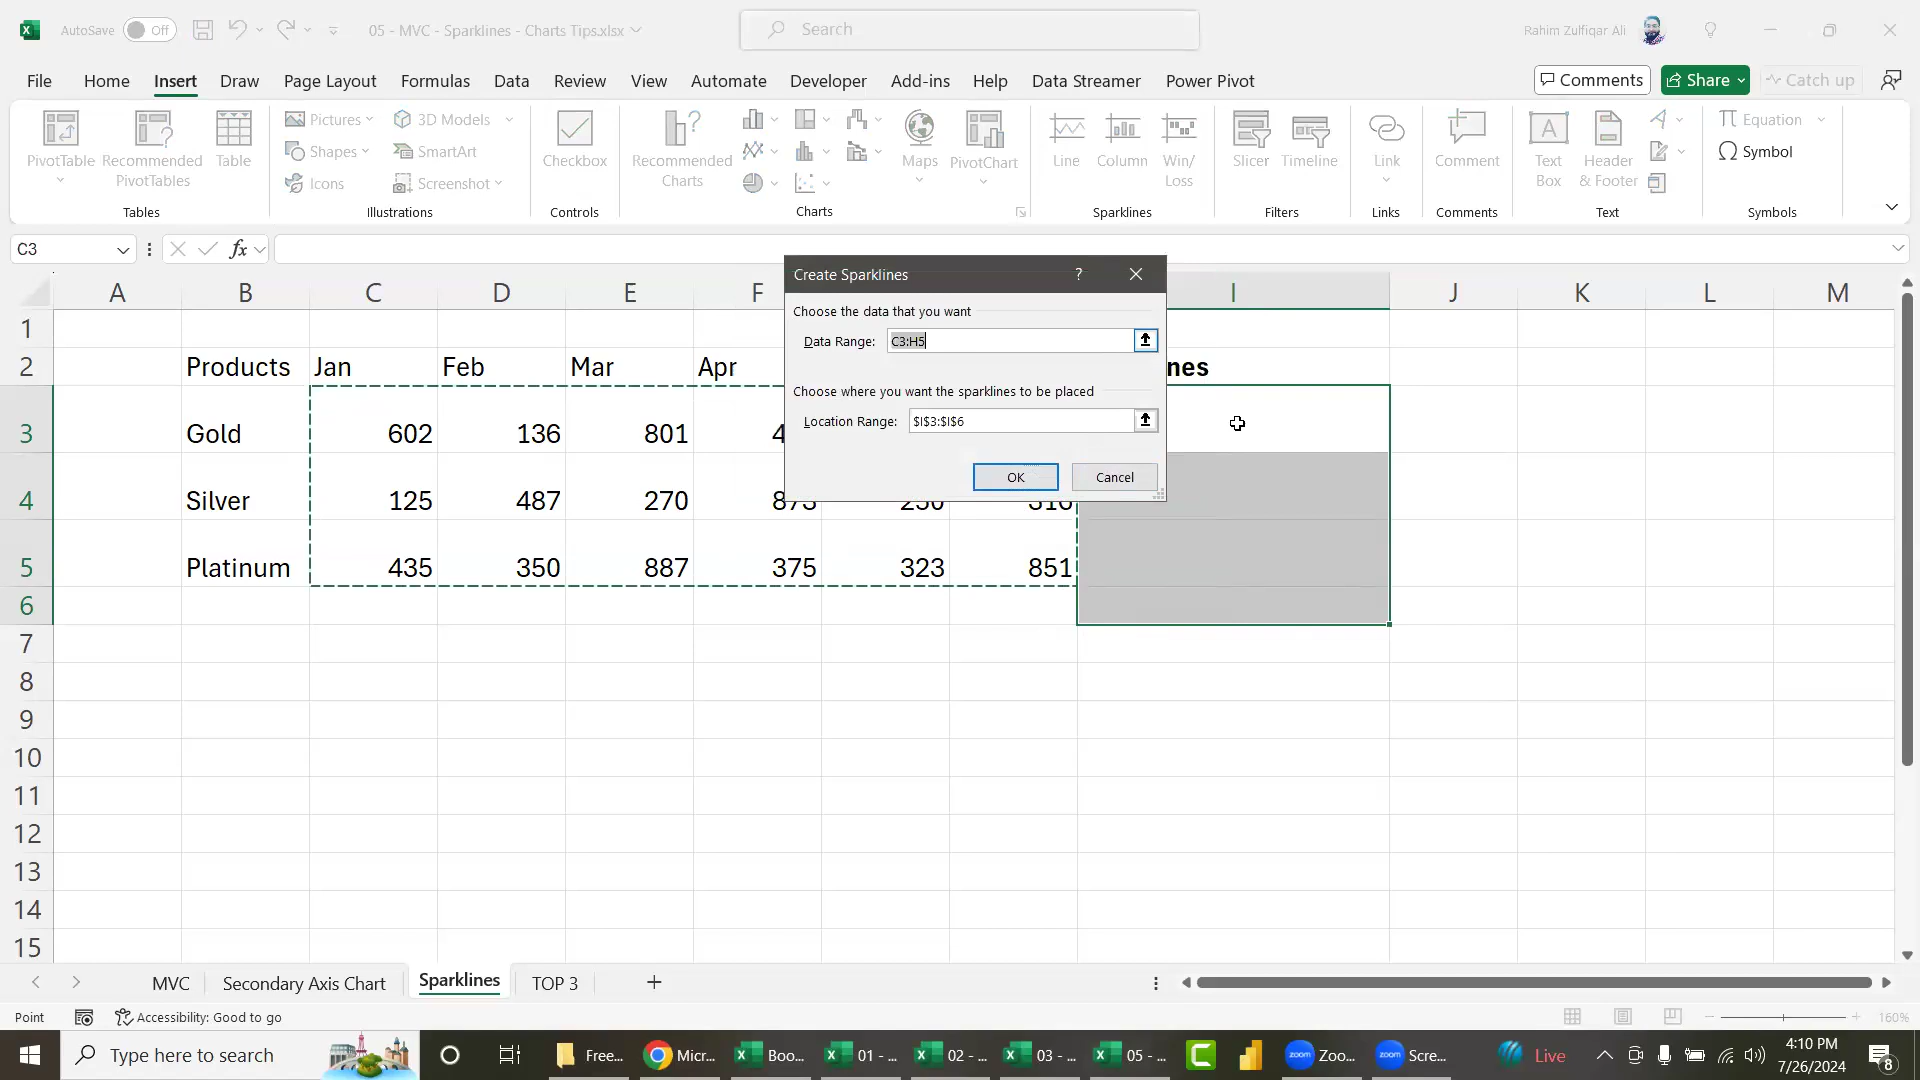 AutoSave Off 05 - MVC - Sparklines - Charts Tips.xlsx Search Rahim Zulfiqar Ali
File Home Insert Draw Page Layout Formulas Data Review View Automate Developer Add-ins Help Data Streamer Power Pivot Comments Share Catch up
PivotTable Recommended PivotTables Table Pictures Shapes Icons 3D Models SmartArt Screenshot Checkbox Recommended Charts Maps PivotChart Line Column Win/ Loss Slicer Timeline Link Comment Text Box Header & Footer Equation Symbol
Tables Illustrations Controls Charts Sparklines Filters Links Comments Text Symbols
C3 fx
Create Sparklines ?
Choose the data that you want
Data Range: C3:H5
Choose where you want the sparklines to be placed
Location Range: $I$3:$I$6
OK Cancel
A B C D E F I J K L M
1
2 Products Jan Feb Mar Apr nes
3 Gold 602 136 801 4
4 Silver 125 487 270
5 Platinum 435 350 887 375 323 851
6
7
8
9
10
11
12
13
14
15
MVC Secondary Axis Chart Sparklines TOP 3
Point Accessibility: Good to go 160%
Type here to search Free... Micr... Boo... 01 - ... 02 - ... 03 - ... 05 - ... zoom Zoo... zoom Scre... Live 4:10 PM
7/26/2024 8